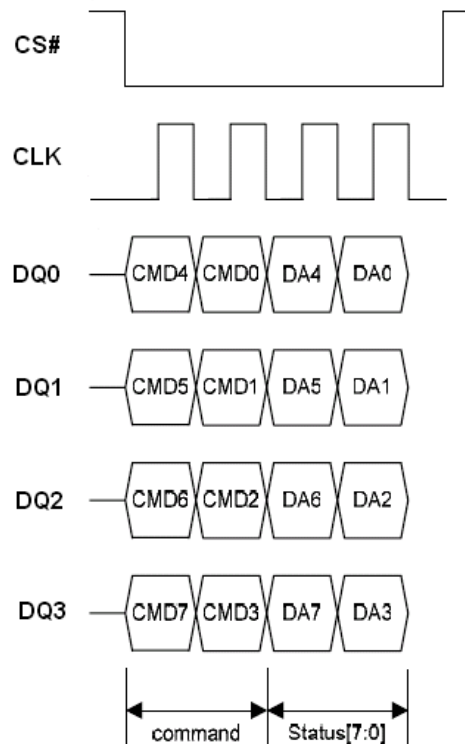 CS#
CLK
DQ0 CMD4 CMD0 DA4 DA0
DQ1 CMD5 CMD1 DA5 DA1
DQ2 CMD6 CMD2 DA6 DA2
DQ3 CMD7 CMD3 DA7 DA3
command Status[7:0]